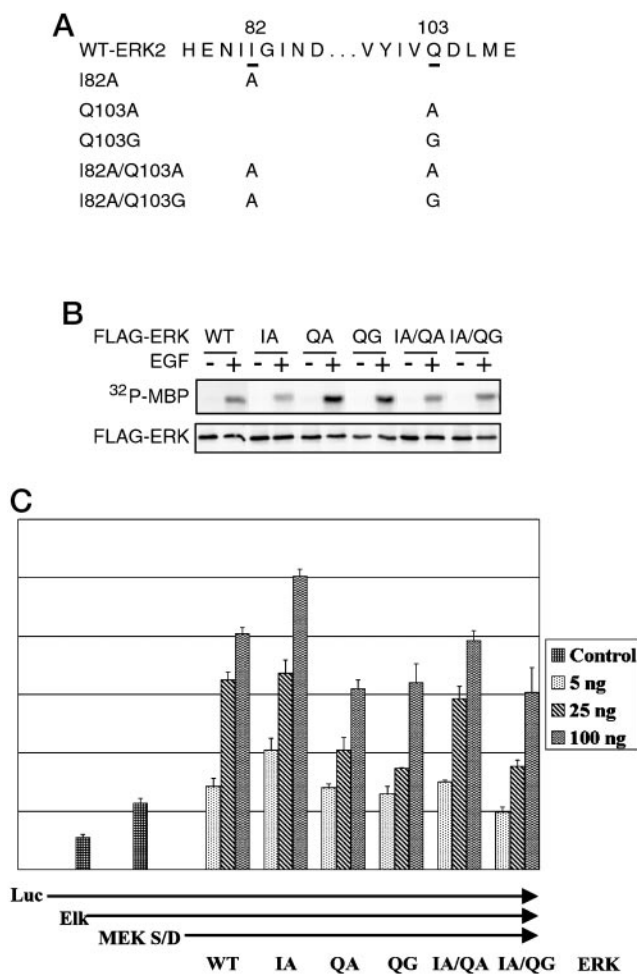 A
82 103
WT-ERK2 H E N I I G I N D . . . V Y I V Q D L M E
I82A A
Q103A A
Q103G G
I82A/Q103A A A
I82A/Q103G A G
B
FLAG-ERK WT IA QA QG IA/QA IA/QG
EGF - + - + - + - + - + - +
32P-MBP
FLAG-ERK
C
Control
5 ng
25 ng
100 ng
Luc
Elk
MEK S/D
WT IA QA QG IA/QA IA/QG ERK